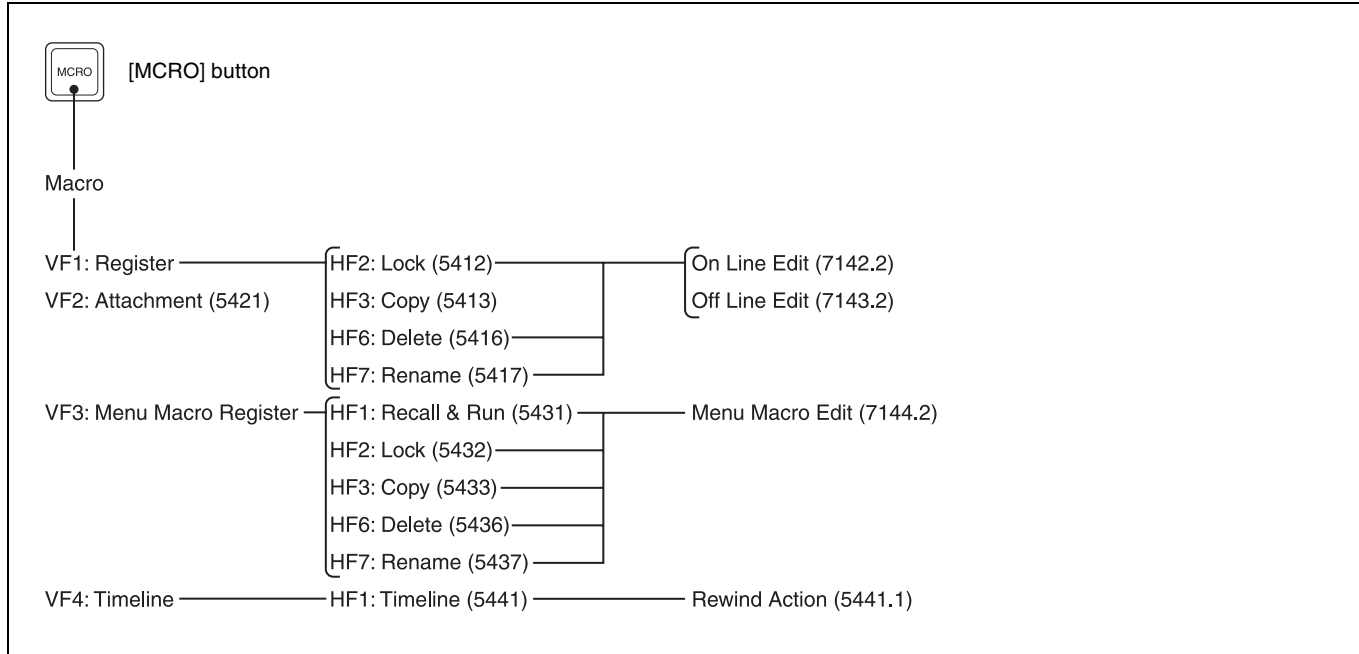 MCRO
[MCRO] button
Macro
VF1: Register
HF2: Lock (5412)
On Line Edit (7142.2)
VF2: Attachment (5421)
HF3: Copy (5413)
Off Line Edit (7143.2)
HF6: Delete (5416)
HF7: Rename (5417)
VF3: Menu Macro Register
HF1: Recall & Run (5431)
Menu Macro Edit (7144.2)
HF2: Lock (5432)
HF3: Copy (5433)
HF6: Delete (5436)
HF7: Rename (5437)
VF4: Timeline
HF1: Timeline (5441)
Rewind Action (5441.1)